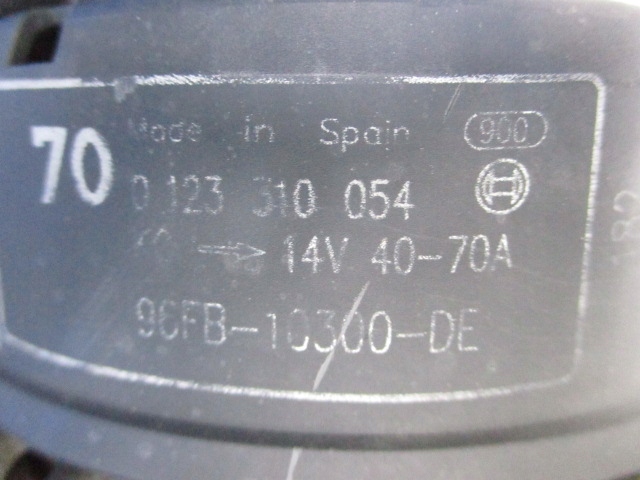 70
Made in Spain 900
0 123 310 054
14V 40-70A
96FB-10300-DE